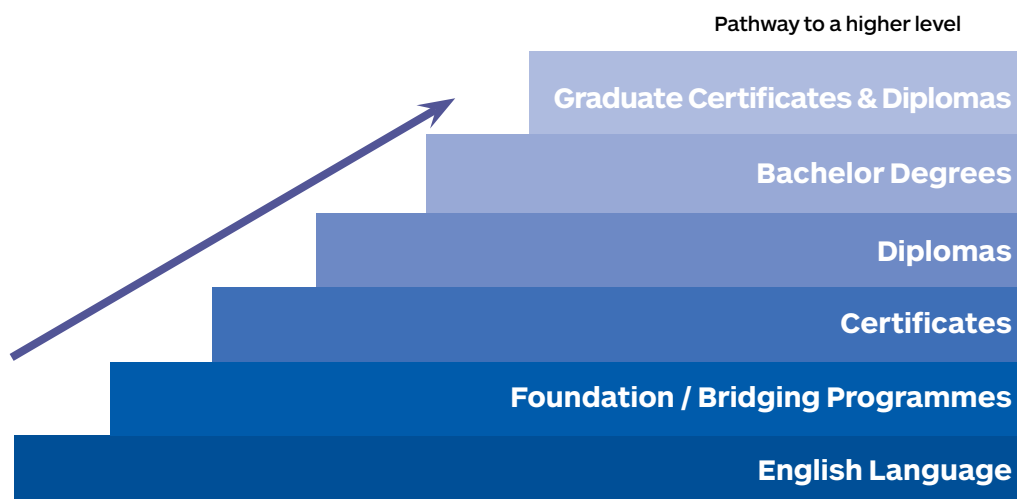 Pathway to a higher level
Graduate Certificates & Diplomas
Bachelor Degrees
Diplomas
Certificates
Foundation / Bridging Programmes
English Language